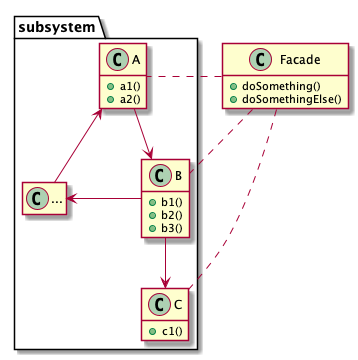 subsystem
C A
a1()
a2()
C Facade
doSomething()
doSomethingElse()
C B
b1()
b2()
b3()
C ...
C C
c1()